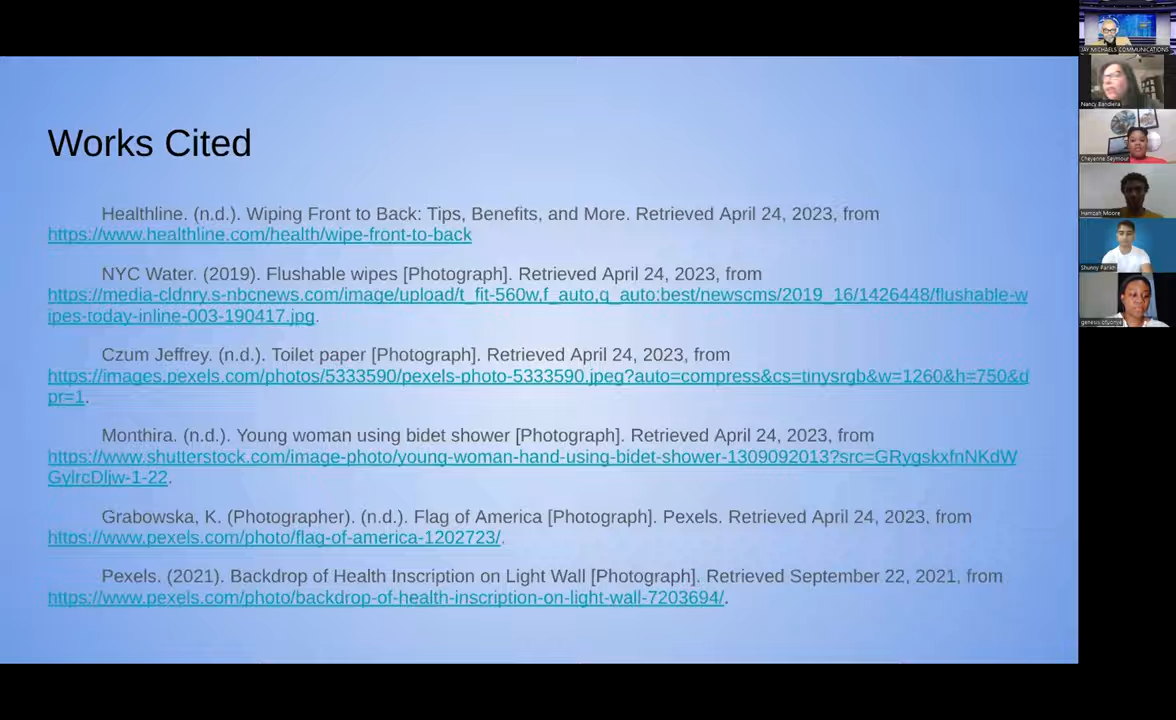 Works Cited
Healthline. (n.d.). Wiping Front to Back: Tips, Benefits, and More. Retrieved April 24, 2023, from
https://www.healthline.com/health/wipe-front-to-back
NYC Water. (2019). Flushable wipes [Photograph]. Retrieved April 24, 2023, from
https://media-cldnry.s-nbcnews.com/image/upload/t_fit-560w,f_auto,q_auto:best/newscms/2019_16/1426448/flushable-w
ipes-today-inline-003-190417.jpg.
Czum Jeffrey. (n.d.). Toilet paper [Photograph]. Retrieved April 24, 2023, from
https://images.pexels.com/photos/5333590/pexels-photo-5333590.jpeg?auto=compress&cs=tinysrgb&w=1260&h=750&d
pr=1.
Monthira. (n.d.). Young woman using bidet shower [Photograph]. Retrieved April 24, 2023, from
https://www.shutterstock.com/image-photo/young-woman-hand-using-bidet-shower-1309092013?src=GRygskxfnNKdW
GylrcDljw-1-22.
Grabowska, K. (Photographer). (n.d.). Flag of America [Photograph]. Pexels. Retrieved April 24, 2023, from
https://www.pexels.com/photo/flag-of-america-1202723/.
Pexels. (2021). Backdrop of Health Inscription on Light Wall [Photograph]. Retrieved September 22, 2021, from
https://www.pexels.com/photo/backdrop-of-health-inscription-on-light-wall-7203694/.
JAY MICHAELS COMMUNICATIONS
Nancy Bandiera
Cheyenne Seymour
Hamzah Moore
Shunny Parikh
genesis